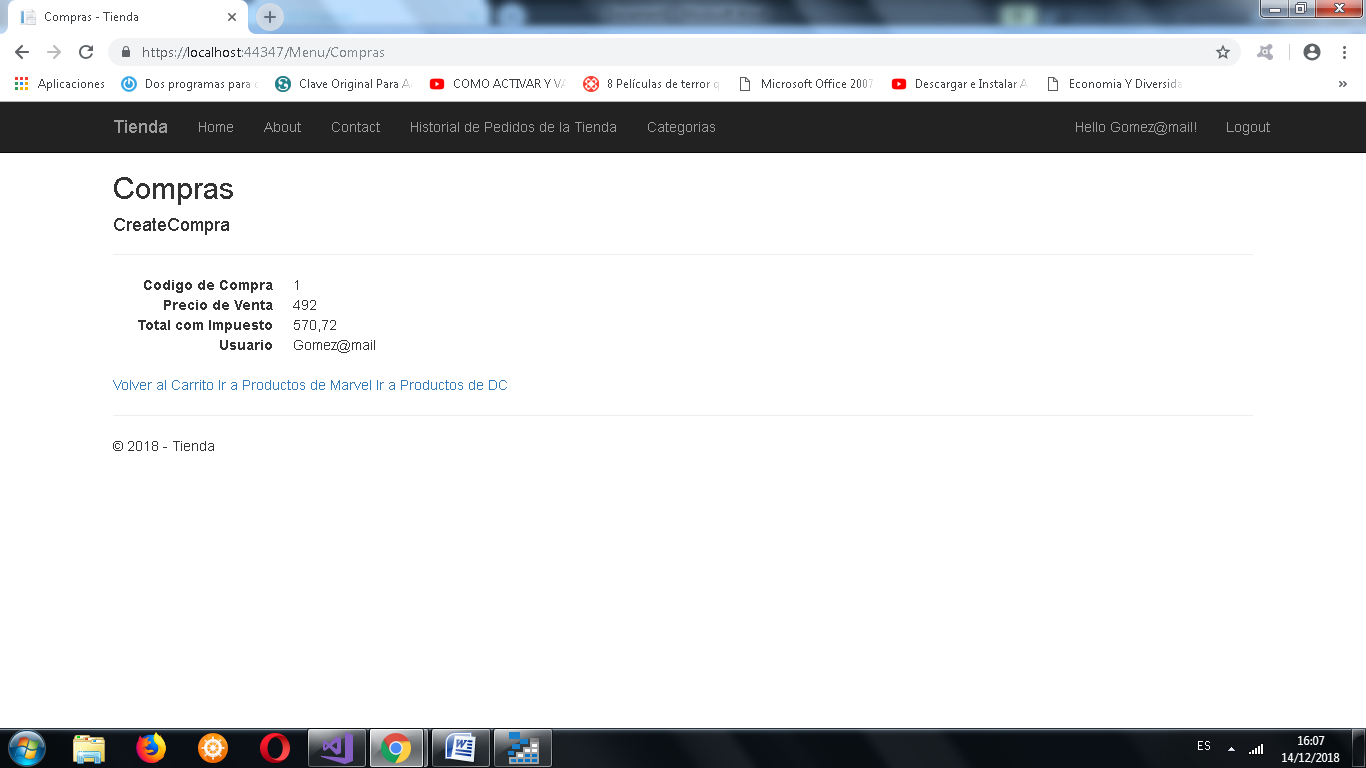 Compras - Tienda
https://localhost:44347/Menu/Compras
Aplicaciones Dos programas para Clave Original Para A COMO ACTIVAR Y VA 8 Películas de terror q Microsoft Office 2007 Descargar e Instalar A Economia Y Diversida »
Tienda Home About Contact Historial de Pedidos de la Tienda Categorias Hello Gomez@mail! Logout
Compras
CreateCompra
Codigo de Compra 1
Precio de Venta 492
Total com Impuesto 570,72
Usuario Gomez@mail
Volver al Carrito Ir a Productos de Marvel Ir a Productos de DC
© 2018 - Tienda
ES 16:07
14/12/2018